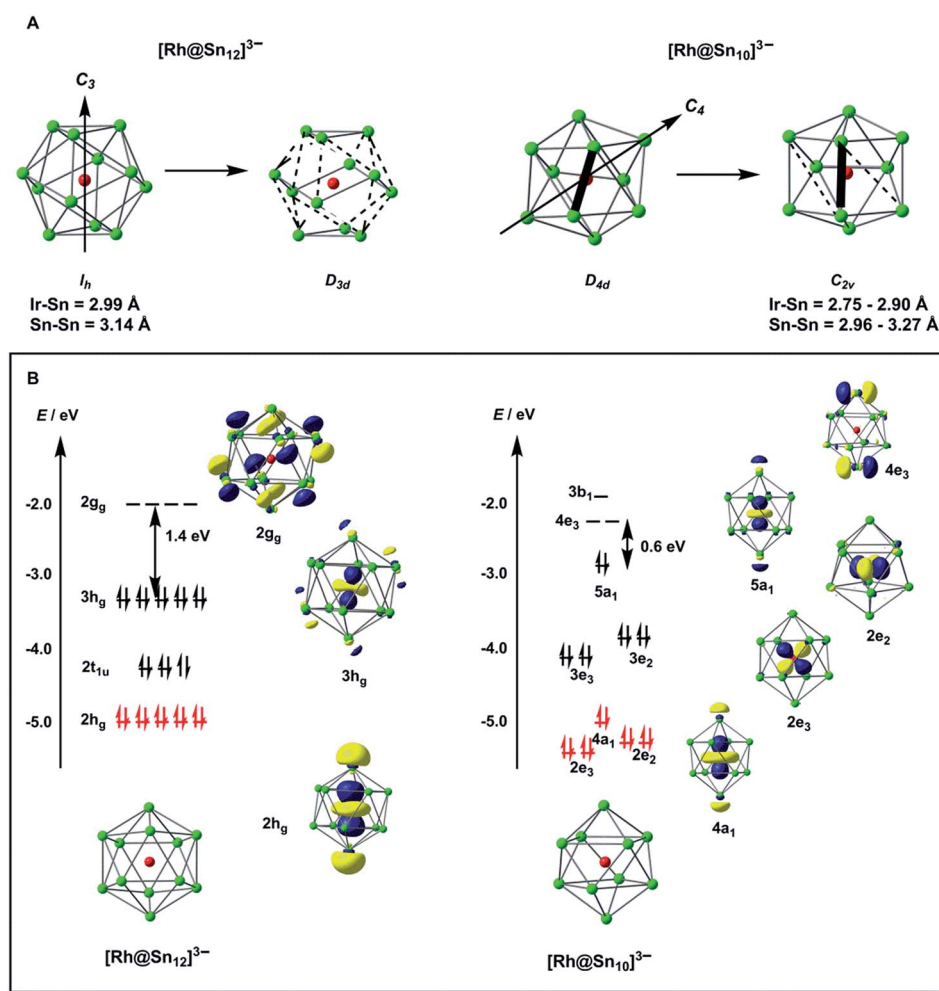 A
[Rh@Sn12]3−
[Rh@Sn10]3−
C3
C4
Ih
D3d
D4d
C2v
Ir-Sn = 2.99 Å
Sn-Sn = 3.14 Å
Ir-Sn = 2.75 - 2.90 Å
Sn-Sn = 2.96 - 3.27 Å
B
E / eV
-2.0
-3.0
-4.0
-5.0
2gg
1.4 eV
2gg
3hg
3hg
2t1u
2hg
2hg
[Rh@Sn12]3−
E / eV
-2.0
-3.0
-4.0
-5.0
4e3
3b1
4e3
0.6 eV
5a1
5a1
2e2
3e2
3e3
2e3
4a1
2e3
2e2
4a1
[Rh@Sn10]3−